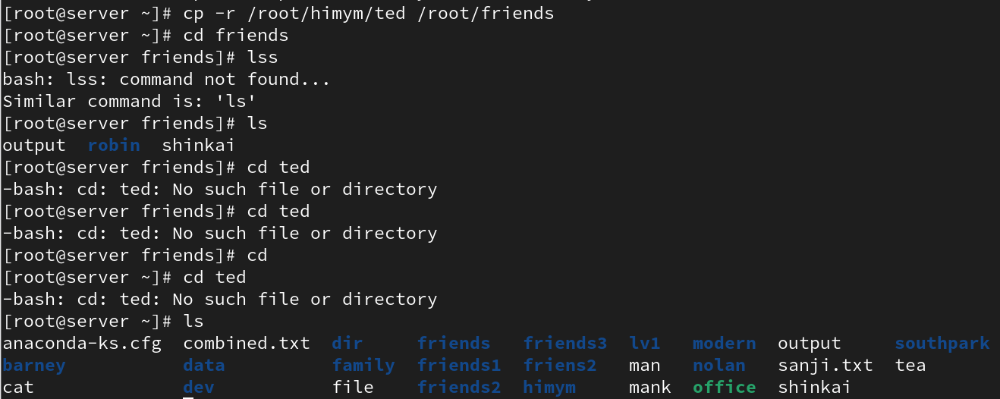 [root@server ~]# cp -r /root/himym/ted /root/friends
[root@server ~]# cd friends
[root@server friends]# lss
bash: lss: command not found...
Similar command is: 'ls'
[root@server friends]# ls
output  robin  shinkai
[root@server friends]# cd ted
-bash: cd: ted: No such file or directory
[root@server friends]# cd ted
-bash: cd: ted: No such file or directory
[root@server friends]# cd
[root@server ~]# cd ted
-bash: cd: ted: No such file or directory
[root@server ~]# ls
anaconda-ks.cfg  combined.txt  dir     friends   friends3  lv1   modern  output     southpark
barney           data          family  friends1  friens2   man   nolan   sanji.txt  tea
cat              dev           file    friends2  himym     mank  office  shinkai